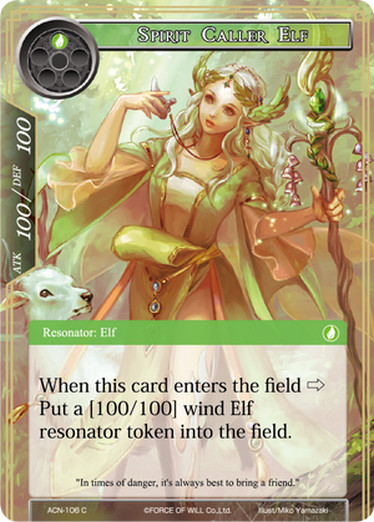 Spirit Caller Elf
ATK 100 / DEF 100
Resonator: Elf
When this card enters the field ⇨
Put a [100/100] wind Elf
resonator token into the field.
"In times of danger, it's always best to bring a friend."
ACN-106 C ©FORCE OF WILL Co.,Ltd. Illust/Miko Yamazaki